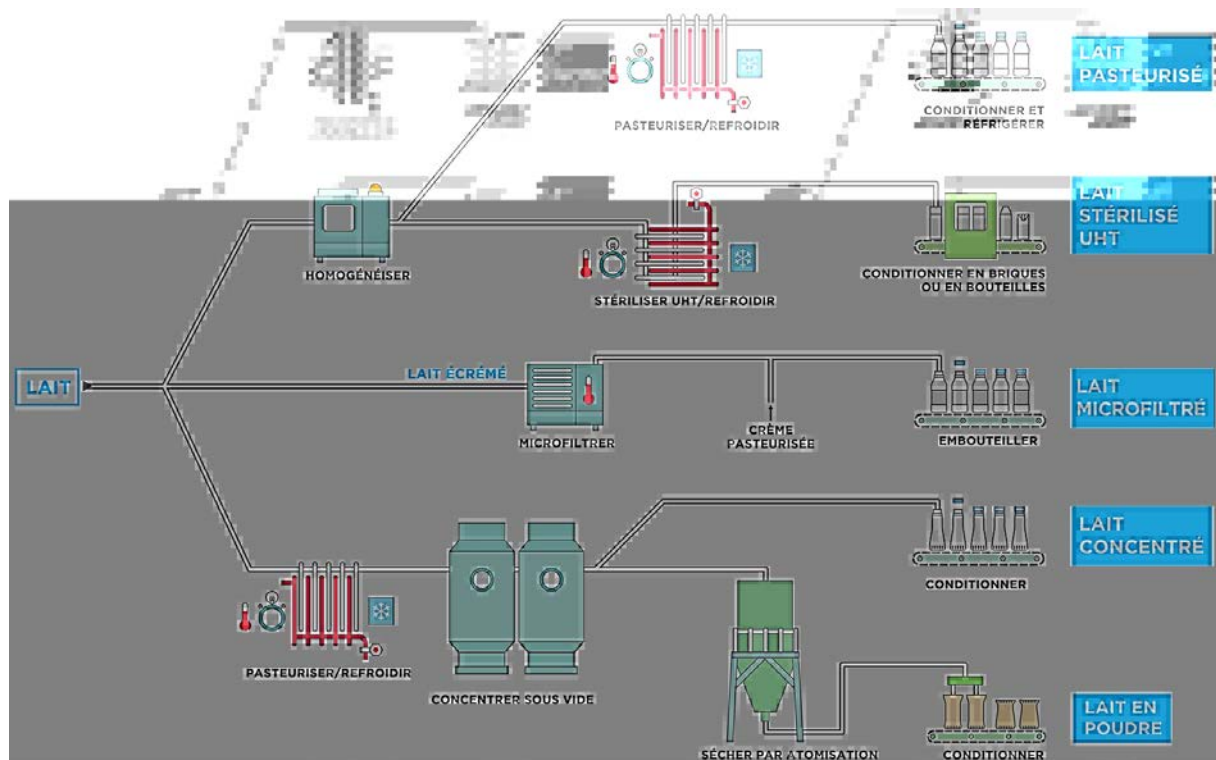 LAIT
PASTEURISÉ
PASTEURISER/REFROIDIR
CONDITIONNER ET
RÉFRIGÉRER
LAIT
STÉRILISÉ
UHT
HOMOGÉNÉISER
STÉRILISER UHT/REFROIDIR
CONDITIONNER EN BRIQUES
OU EN BOUTEILLES
LAIT
LAIT ÉCRÉMÉ
MICROFILTRER
CRÈME
PASTEURISÉE
EMBOUTEILLER
LAIT
MICROFILTRÉ
LAIT
CONCENTRÉ
CONDITIONNER
PASTEURISER/REFROIDIR
CONCENTRER SOUS VIDE
LAIT EN
POUDRE
SÉCHER PAR ATOMISATION
CONDITIONNER